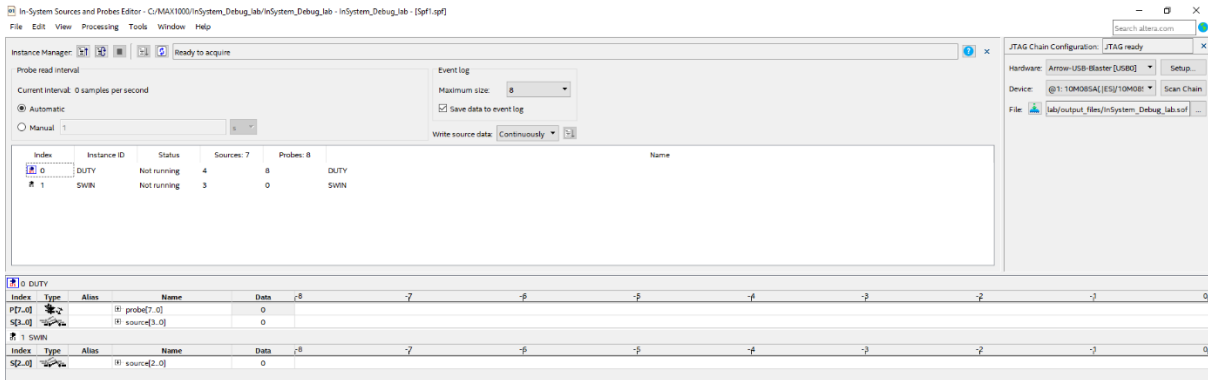 In-System Sources and Probes Editor - C:/MAX1000/InSystem_Debug_lab/InSystem_Debug_lab - InSystem_Debug_lab - [Spf1.spf]
File Edit View Processing Tools Window Help
Search altera.com
Instance Manager: Ready to acquire
JTAG Chain Configuration: JTAG ready
Probe read interval
Event log
Hardware: Arrow-USB-Blaster [USB0] Setup...
Current interval: 0 samples per second
Maximum size: 8
Device: @1: 10M08SA(.|ES)/10M08! Scan Chain
Automatic
Save data to event log
File: lab/output_files/InSystem_Debug_lab.sof ...
Manual 1 s
Write source data: Continuously
Index Instance ID Status Sources: 7 Probes: 8 Name
0 DUTY Not running 4 8 DUTY
1 SWIN Not running 3 0 SWIN
0 DUTY
Index Type Alias Name Data -8 -7 -6 -5 -4 -3 -2 -1 0
P[7..0] probe[7..0] 0
S[3..0] source[3..0] 0
1 SWIN
Index Type Alias Name Data -8 -7 -6 -5 -4 -3 -2 -1 0
S[2..0] source[2..0] 0